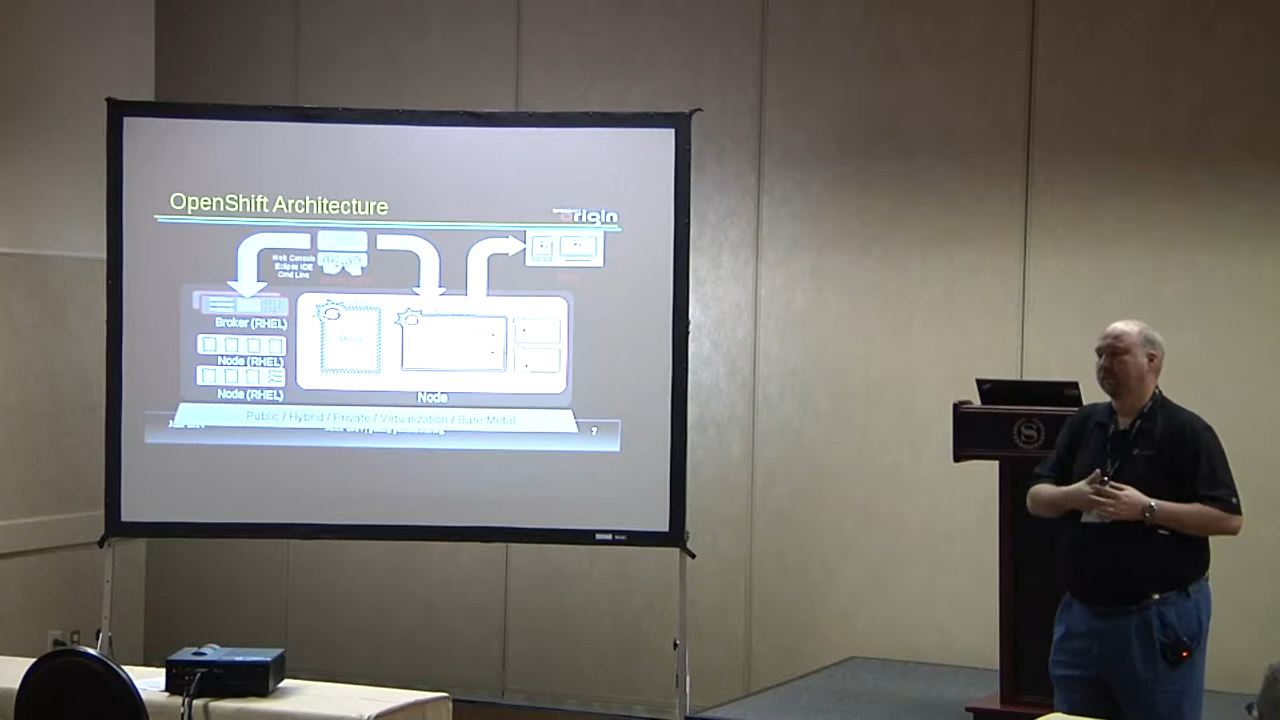 OpenShift Architecture
origin
Web Console
Eclipse IDE
Cmd Line
Broker (RHEL)
Node (RHEL)
Node (RHEL)
Node
Public / Hybrid / Private / Virtualization / Bare Metal
7
S